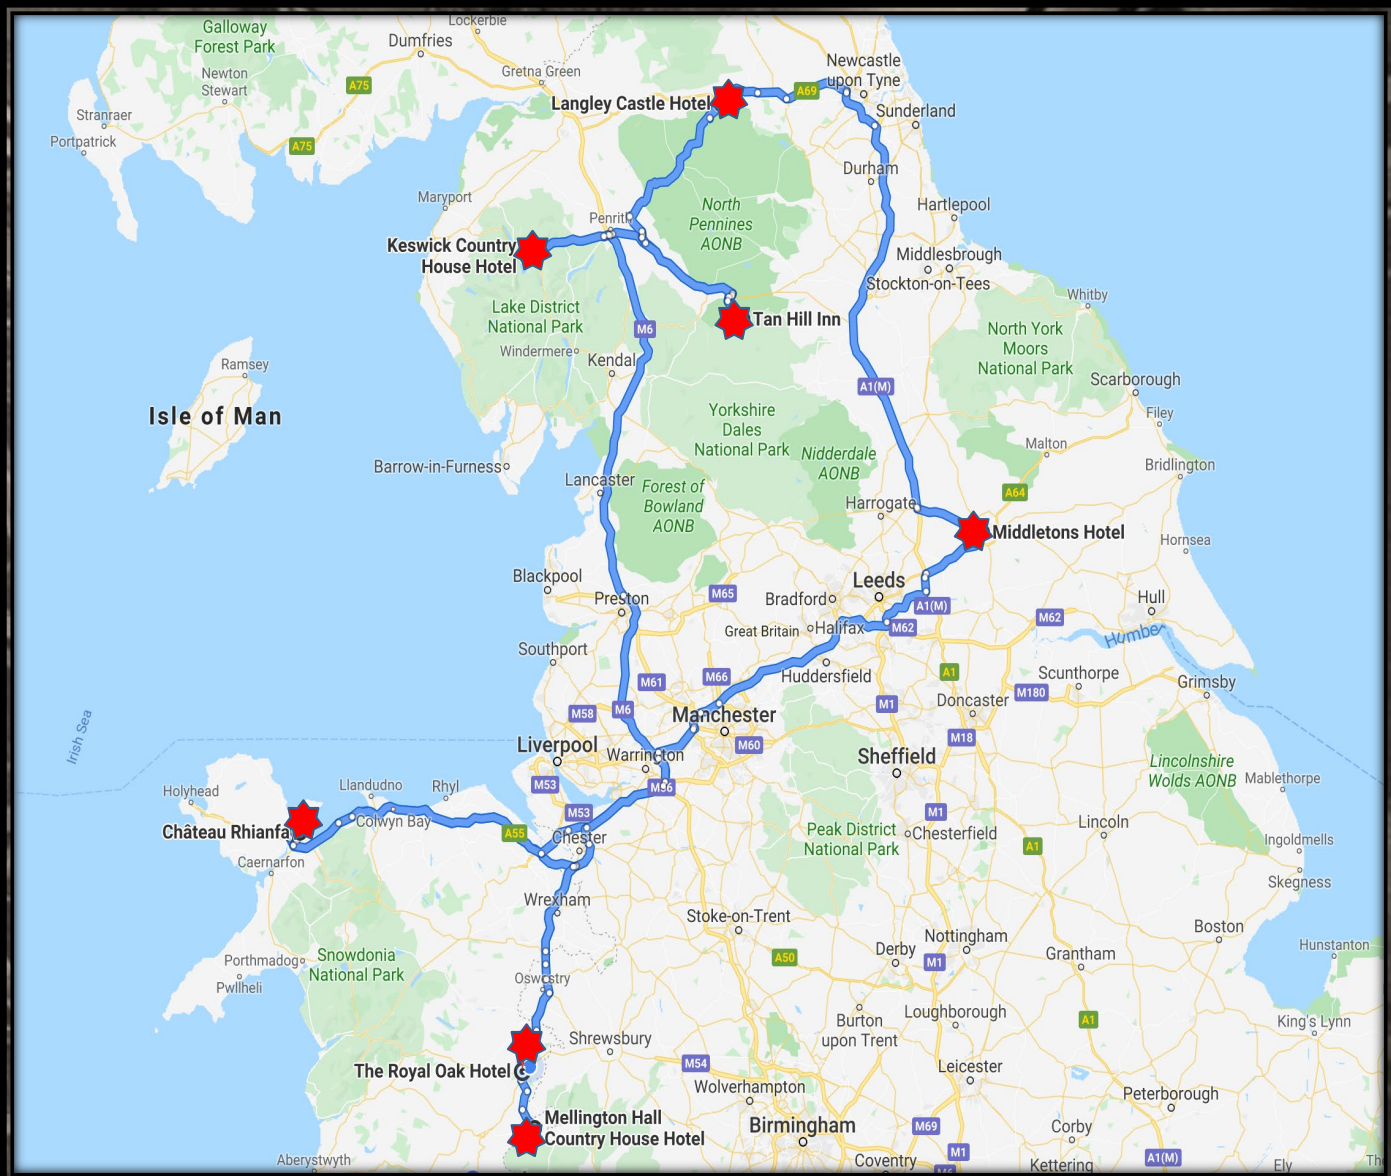 Lockerbie
Galloway
Forest Park
Dumfries
Newcastle
upon Tyne
Newton
Stewart
A75
Gretna Green
Langley Castle Hotel
A69
Sunderland
Stranraer
Portpatrick
A75
Durham
Maryport
North
Pennines
AONB
Hartlepool
Penrith
Keswick Country
House Hotel
Middlesbrough
Stockton-on-Tees
Whitby
Lake District
National Park
Tan Hill Inn
M6
North York
Moors
National Park
Windermere
Kendal
Ramsey
Isle of Man
A1(M)
Scarborough
Filey
Yorkshire
Dales
National Park
Nidderdale
AONB
Malton
Bridlington
Barrow-in-Furness
Lancaster
Forest of
Bowland
AONB
A64
Harrogate
Middletons Hotel
Hornsea
Blackpool
Leeds
Preston
M65
Bradford
A1(M)
Hull
Great Britain
Halifax
M62
M62
Humber
Southport
M61
M66
Huddersfield
A1
Scunthorpe
M180
Grimsby
M58
M6
Manchester
M1
Doncaster
Irish Sea
Liverpool
Warrington
M60
M18
Sheffield
Lincolnshire
Wolds AONB
Mablethorpe
Holyhead
Llandudno
Rhyl
M53
M56
Château Rhianfa
Colwyn Bay
A55
M53
Chester
M1
Peak District
National Park
Chesterfield
Lincoln
Ingoldmells
A1
Caernarfon
Skegness
Wrexham
Stoke-on-Trent
Boston
Snowdonia
National Park
Porthmadog
Pwllheli
Derby
Nottingham
Grantham
Hunstanton
A50
M1
Oswestry
Loughborough
Burton
upon Trent
A1
King's Lynn
Shrewsbury
The Royal Oak Hotel
M54
Leicester
Wolverhampton
Peterborough
Mellington Hall
Country House Hotel
Birmingham
M69
Corby
Aberystwyth
Coventry
M1
Kettering
A1(M)
Ely